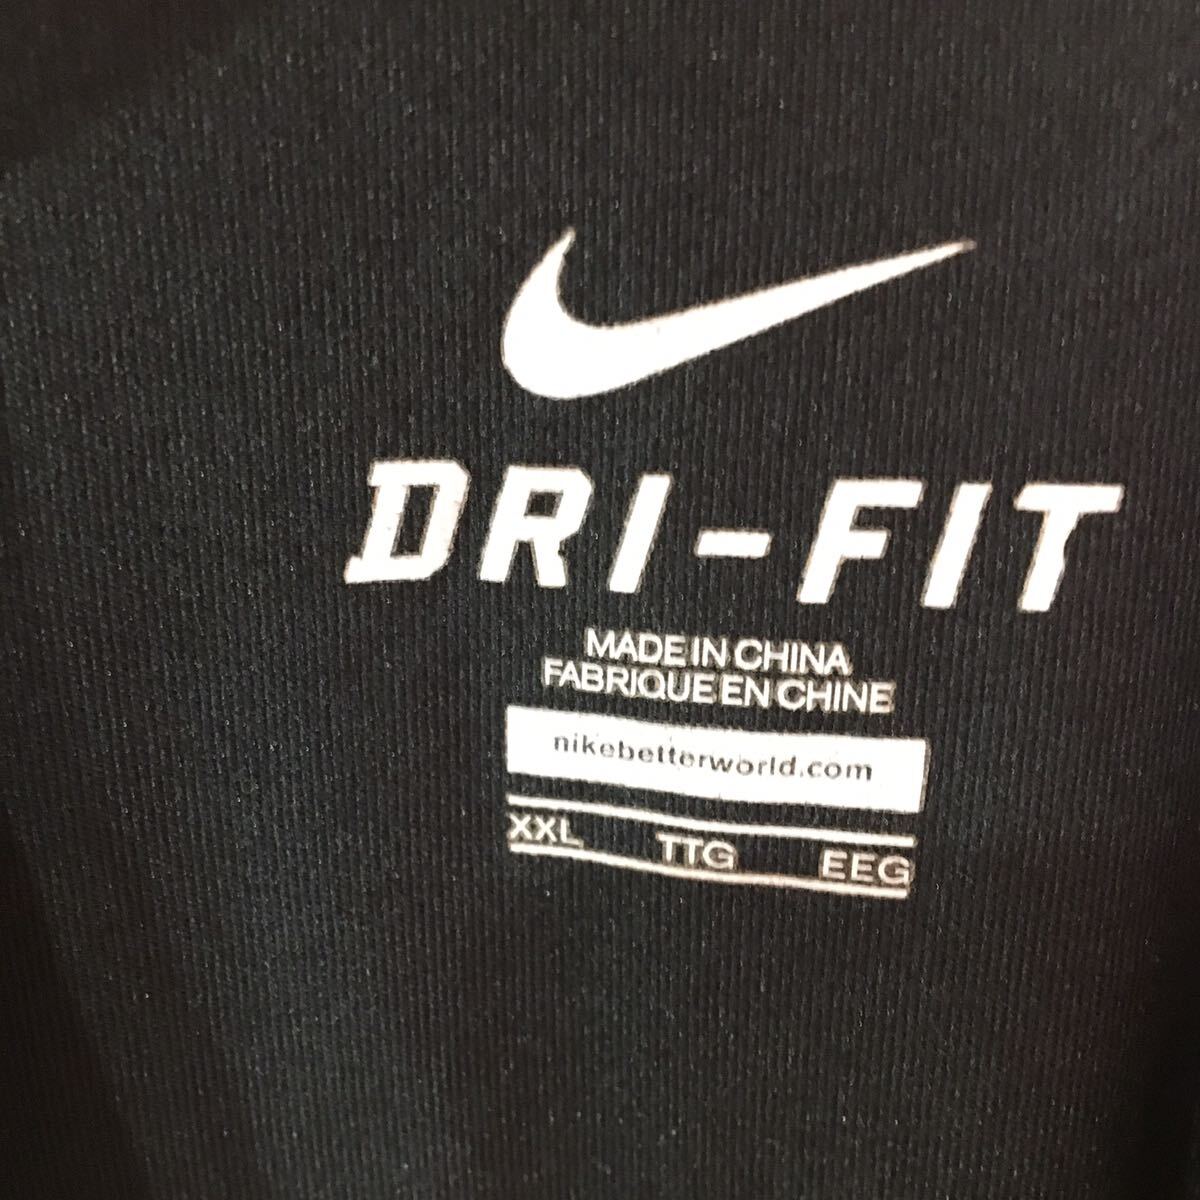 DRI-FIT
MADE IN CHINA
FABRIQUE EN CHINE
nikebetterworld.com
XXL TTG EEG